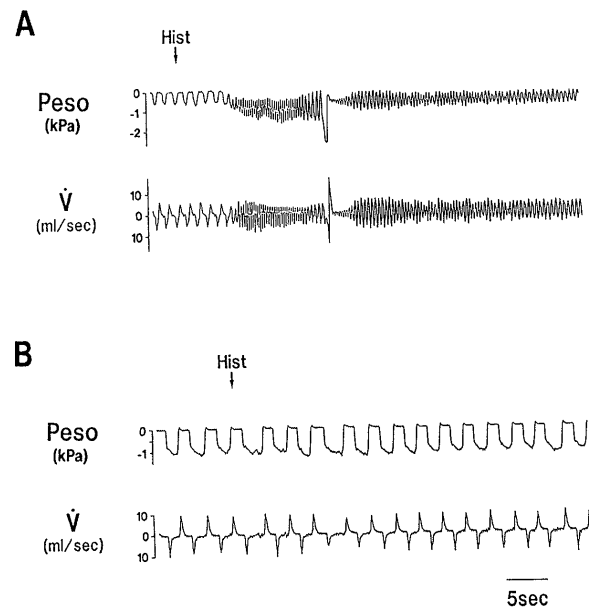 A
Hist
Peso
(kPa)
0
-1
-2
V̇
(ml/sec)
10
0
10
B
Hist
Peso
(kPa)
0
-1
V̇
(ml/sec)
10
0
10
5sec